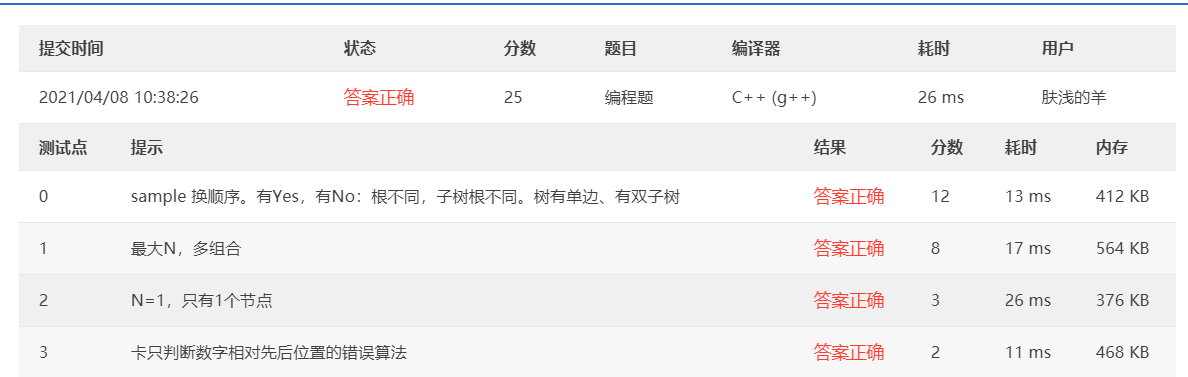 提交时间 状态 分数 题目 编译器 耗时 用户
2021/04/08 10:38:26 答案正确 25 编程题 C++ (g++) 26 ms 肤浅的羊
测试点 提示 结果 分数 耗时 内存
0 sample 换顺序。有Yes，有No：根不同，子树根不同。树有单边、有双子树 答案正确 12 13 ms 412 KB
1 最大N，多组合 答案正确 8 17 ms 564 KB
2 N=1，只有1个节点 答案正确 3 26 ms 376 KB
3 卡只判断数字相对先后位置的错误算法 答案正确 2 11 ms 468 KB